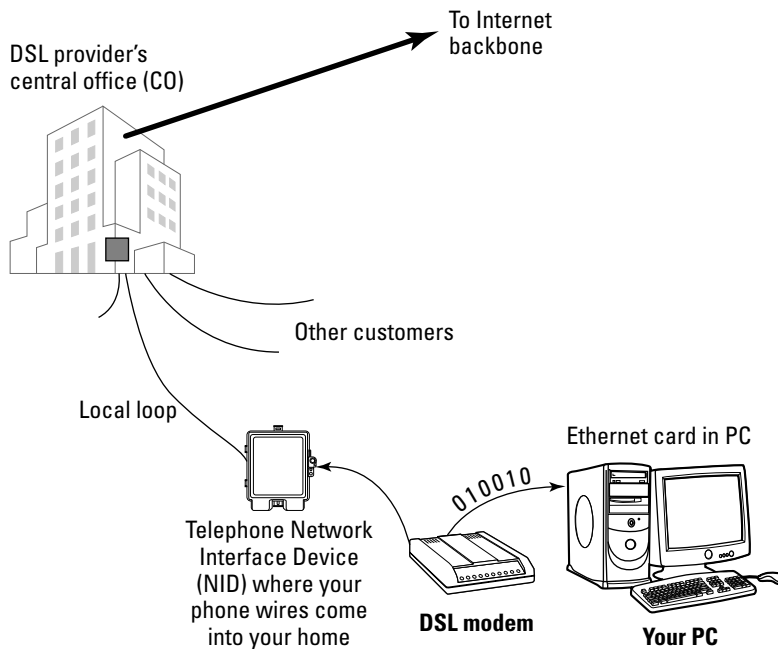 To Internet
backbone
DSL provider's
central office (CO)
Other customers
Local loop
Ethernet card in PC
010010
Telephone Network
Interface Device
(NID) where your
phone wires come
into your home
DSL modem
Your PC